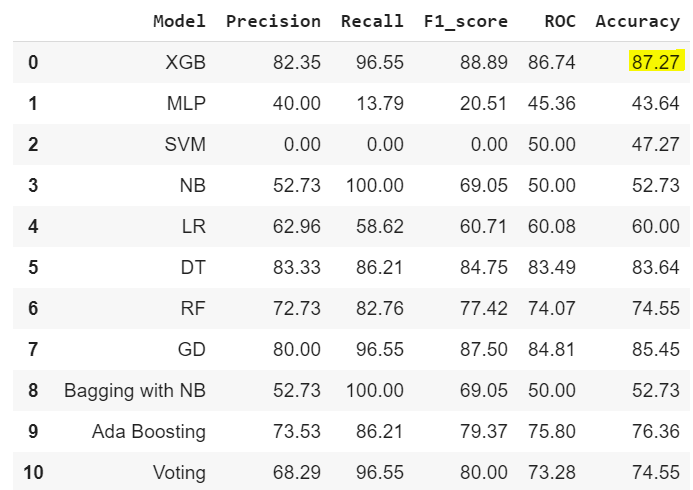 Model Precision Recall F1_score ROC Accuracy
0 XGB 82.35 96.55 88.89 86.74 87.27
1 MLP 40.00 13.79 20.51 45.36 43.64
2 SVM 0.00 0.00 0.00 50.00 47.27
3 NB 52.73 100.00 69.05 50.00 52.73
4 LR 62.96 58.62 60.71 60.08 60.00
5 DT 83.33 86.21 84.75 83.49 83.64
6 RF 72.73 82.76 77.42 74.07 74.55
7 GD 80.00 96.55 87.50 84.81 85.45
8 Bagging with NB 52.73 100.00 69.05 50.00 52.73
9 Ada Boosting 73.53 86.21 79.37 75.80 76.36
10 Voting 68.29 96.55 80.00 73.28 74.55